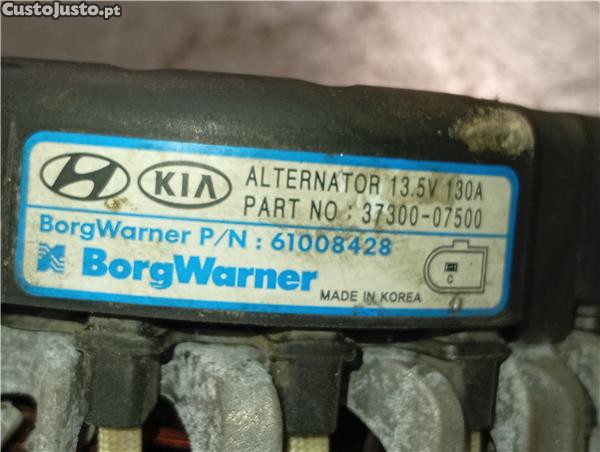 CustoJusto.pt
KIA
ALTERNATOR 13.5V 130A
PART NO : 37300-07500
BorgWarner P/N : 61008428
BorgWarner
C
MADE IN KOREA